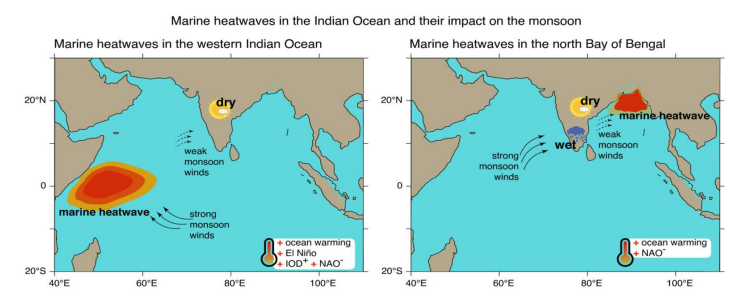 Marine heatwaves in the Indian Ocean and their impact on the monsoon
Marine heatwaves in the western Indian Ocean
dry
20°N
weak
monsoon
winds
0
marine heatwave
strong
monsoon
winds
+ ocean warming
+ El Niño
+ IOD⁺ + NAO⁻
20°S
40°E
60°E
80°E
100°E
Marine heatwaves in the north Bay of Bengal
dry
20°N
marine heatwave
wet
weak
monsoon
winds
strong
monsoon
winds
0
+ ocean warming
+ NAO⁻
20°S
40°E
60°E
80°E
100°E